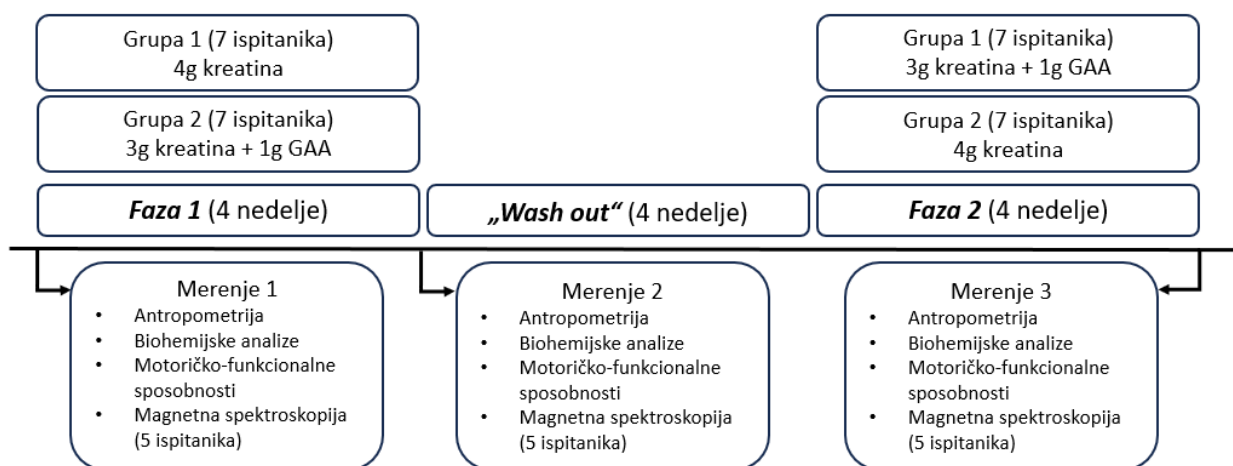 Grupa 1 (7 ispitanika)
4g kreatina
Grupa 2 (7 ispitanika)
3g kreatina + 1g GAA
Grupa 1 (7 ispitanika)
3g kreatina + 1g GAA
Grupa 2 (7 ispitanika)
4g kreatina
Faza 1 (4 nedelje)
„Wash out“ (4 nedelje)
Faza 2 (4 nedelje)
Merenje 1
• Antropometrija
• Biohemijske analize
• Motoričko-funkcionalne
sposobnosti
• Magnetna spektroskopija
(5 ispitanika)
Merenje 2
• Antropometrija
• Biohemijske analize
• Motoričko-funkcionalne
sposobnosti
• Magnetna spektroskopija
(5 ispitanika)
Merenje 3
• Antropometrija
• Biohemijske analize
• Motoričko-funkcionalne
sposobnosti
• Magnetna spektroskopija
(5 ispitanika)